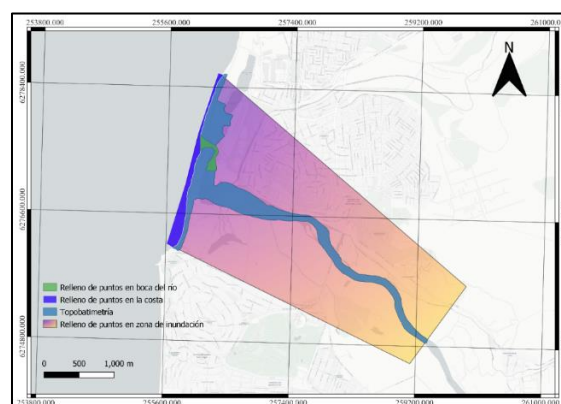 253800.000 255600.000 257400.000 259200.000 261000.000
N
6278400.000
6276600.000
6274800.000
Relleno de puntos en boca del río
Relleno de puntos en la costa
Topobatimetría
Relleno de puntos en zona de inundación
0 500 1,000 m
253800.000 255600.000 257400.000 259200.000 261000.000